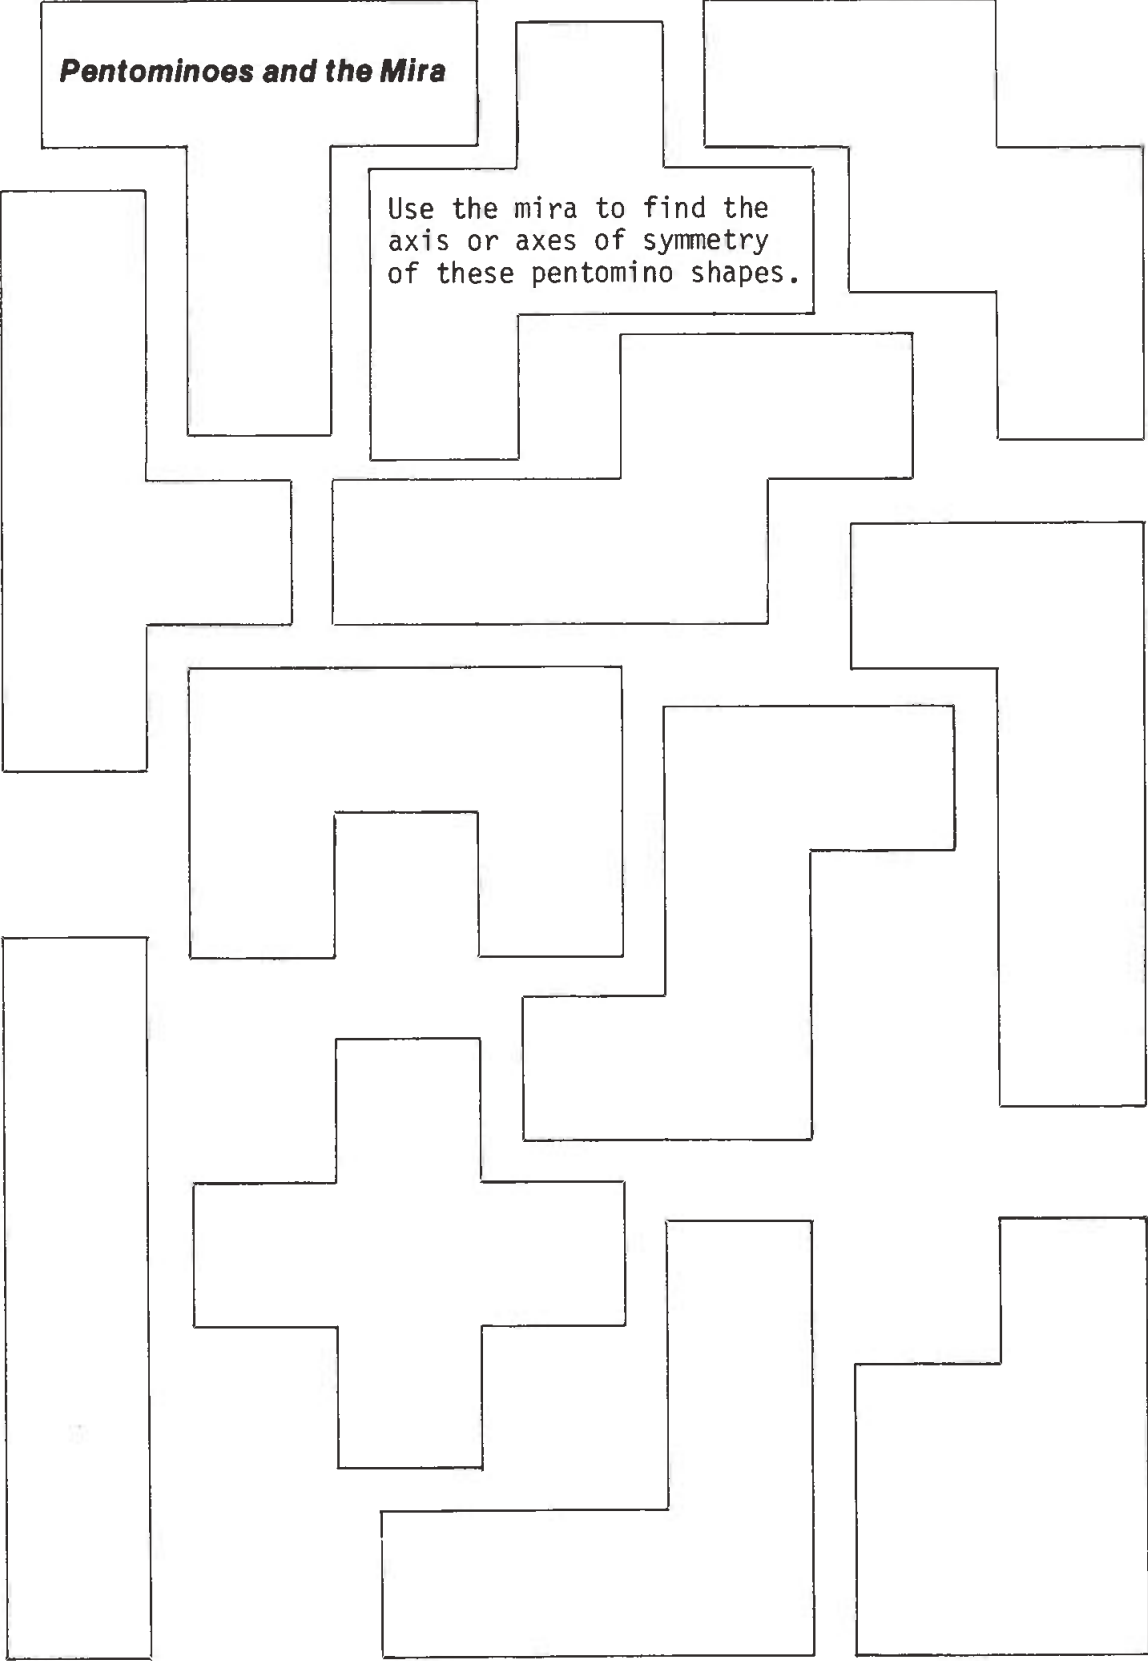 Pentominoes and the Mira
Use the mira to find the
axis or axes of symmetry
of these pentomino shapes.